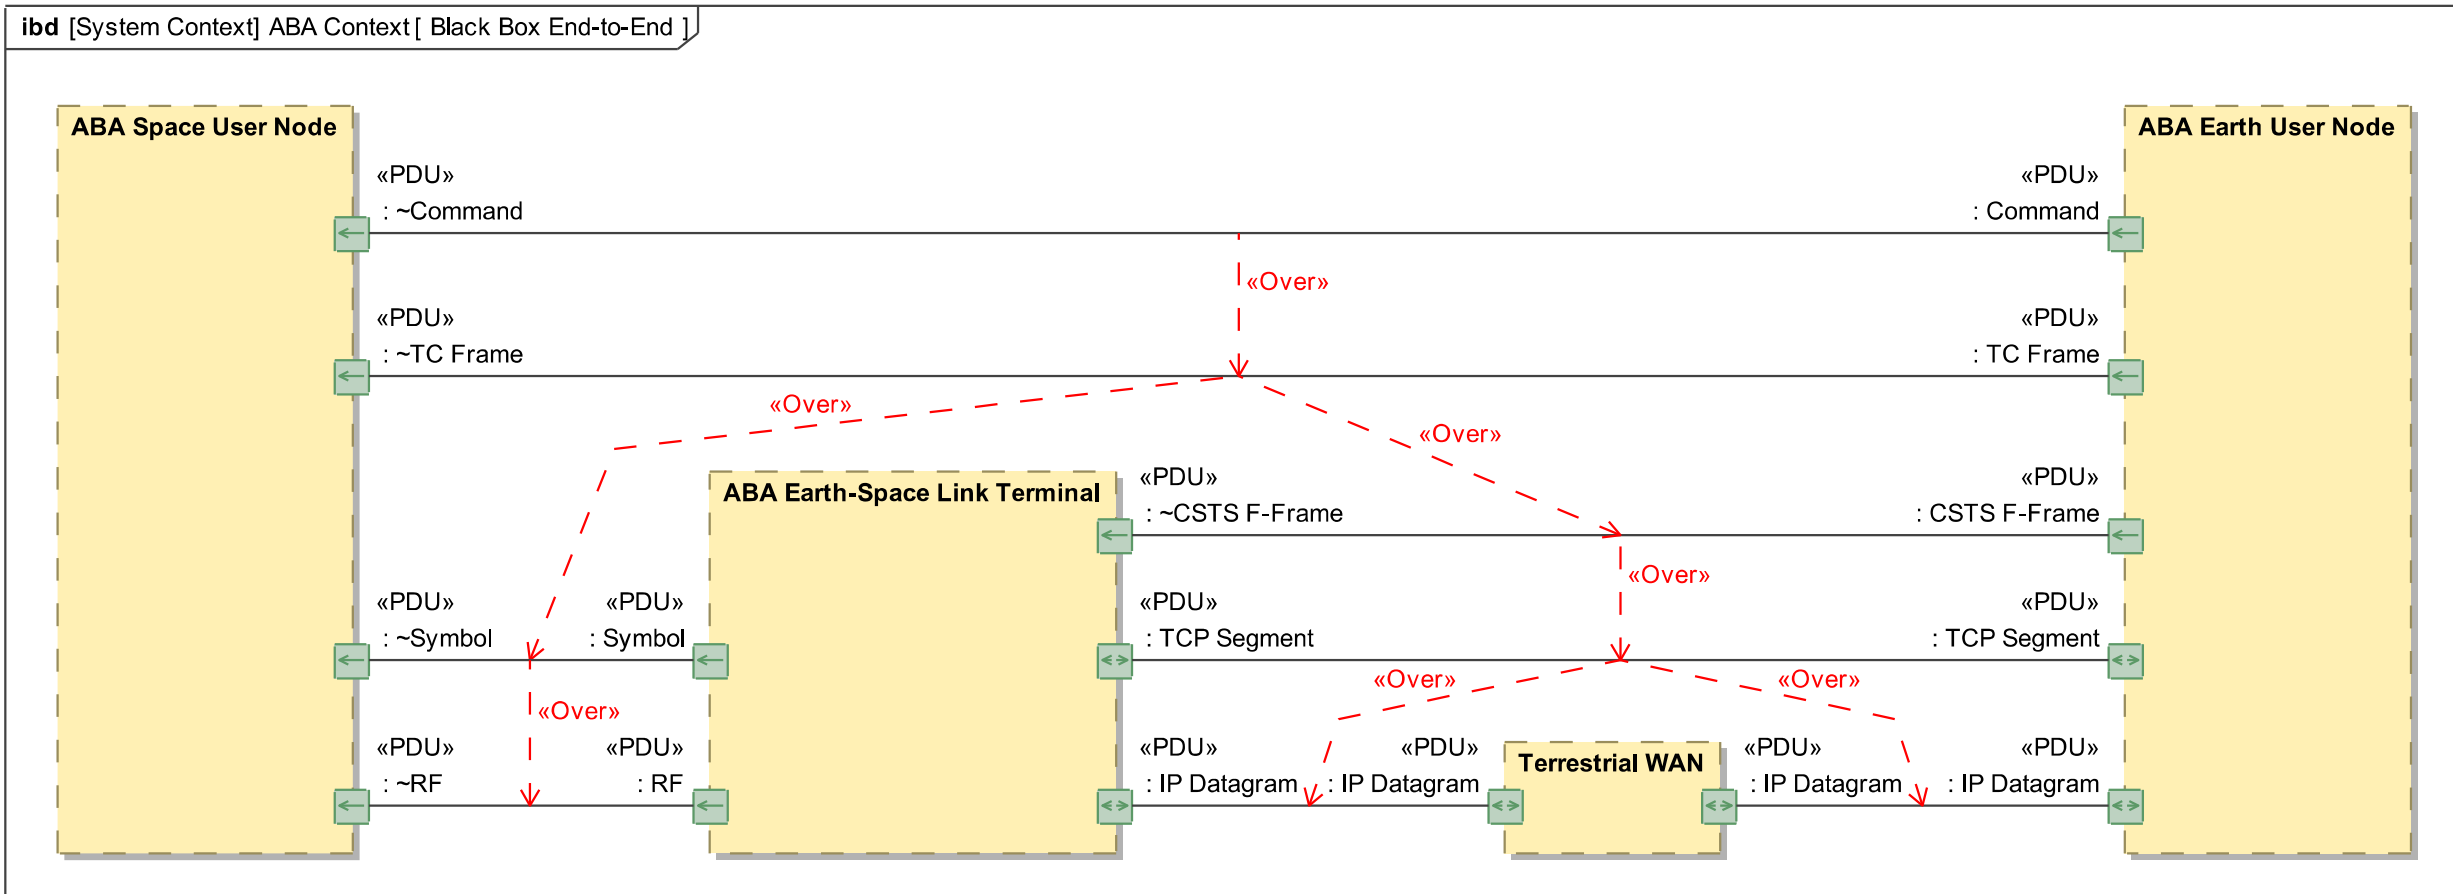 ibd [System Context] ABA Context [ Black Box End-to-End ]
ABA Space User Node
ABA Earth User Node
«PDU»
«PDU»
: ~Command
: Command
«Over»
«PDU»
«PDU»
: ~TC Frame
: TC Frame
«Over»
«Over»
ABA Earth-Space Link Terminal
«PDU»
«PDU»
: ~CSTS F-Frame
: CSTS F-Frame
«Over»
«PDU»
«PDU»
«PDU»
«PDU»
: ~Symbol
: Symbol
: TCP Segment
: TCP Segment
«Over»
«Over»
«Over»
«PDU»
«PDU»
«PDU»
«PDU»
Terrestrial WAN
«PDU»
«PDU»
: ~RF
: RF
: IP Datagram
: IP Datagram
: IP Datagram
: IP Datagram